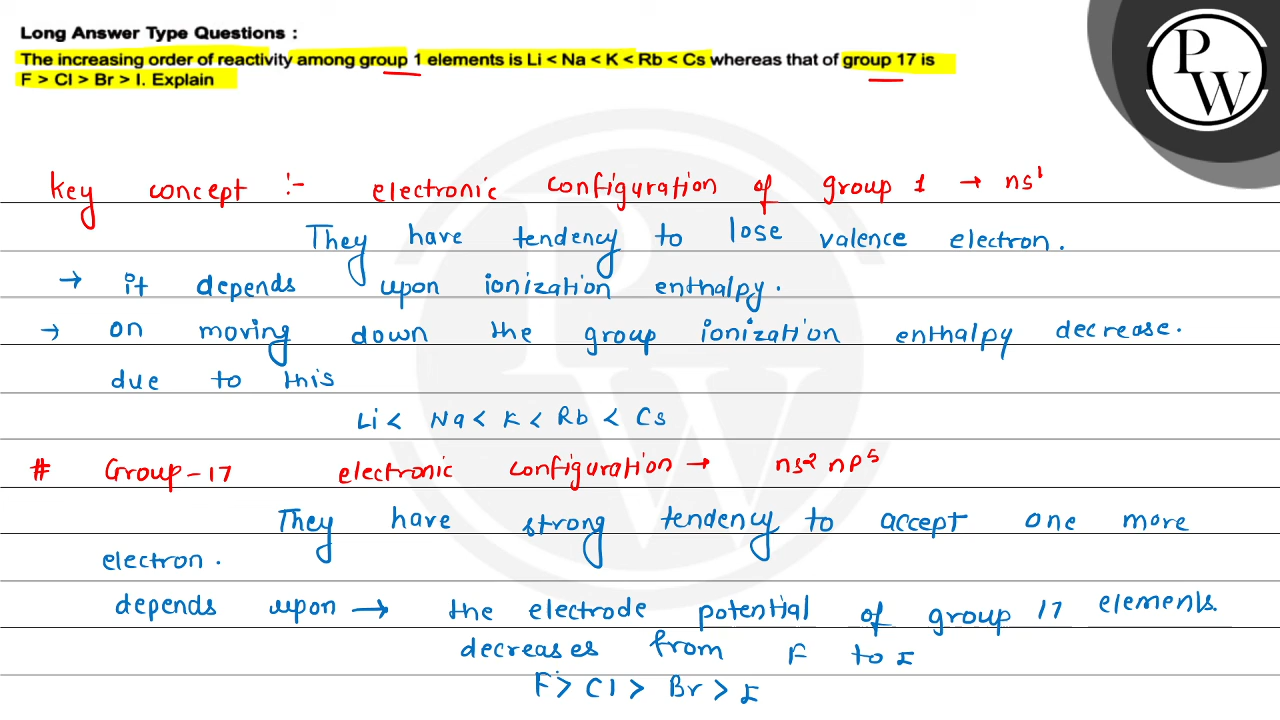 Long Answer Type Questions :
The increasing order of reactivity among group 1 elements is Li < Na < K < Rb < Cs whereas that of group 17 is
F > Cl > Br > I. Explain
P
W
Key concept :- electronic configuration of group 1 → ns¹
They have tendency to lose valence electron.
→ it depends upon ionization enthalpy.
→ on moving down the group ionization enthalpy decrease.
due to this
Li < Na < K < Rb < Cs
# Group-17 electronic configuration → ns² np⁵
They have strong tendency to accept one more
electron.
depends upon → the electrode potential of group 17 elements.
decreases from F to I
F > Cl > Br > I